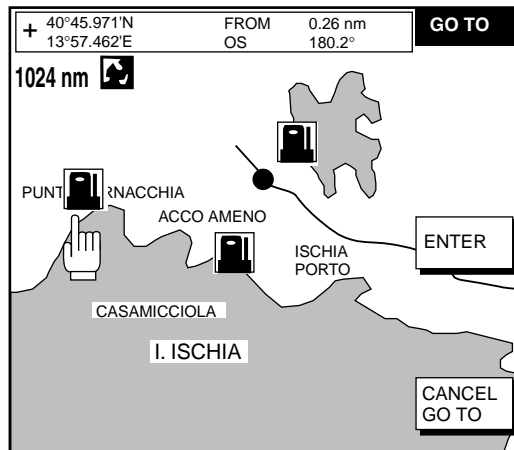 + 40°45.971'N FROM 0.26 nm
13°57.462'E OS 180.2°
GO TO
1024 nm
PUNT RNACCHIA
ACCO AMENO
ISCHIA
PORTO
ENTER
CASAMICCIOLA
I. ISCHIA
CANCEL
GO TO